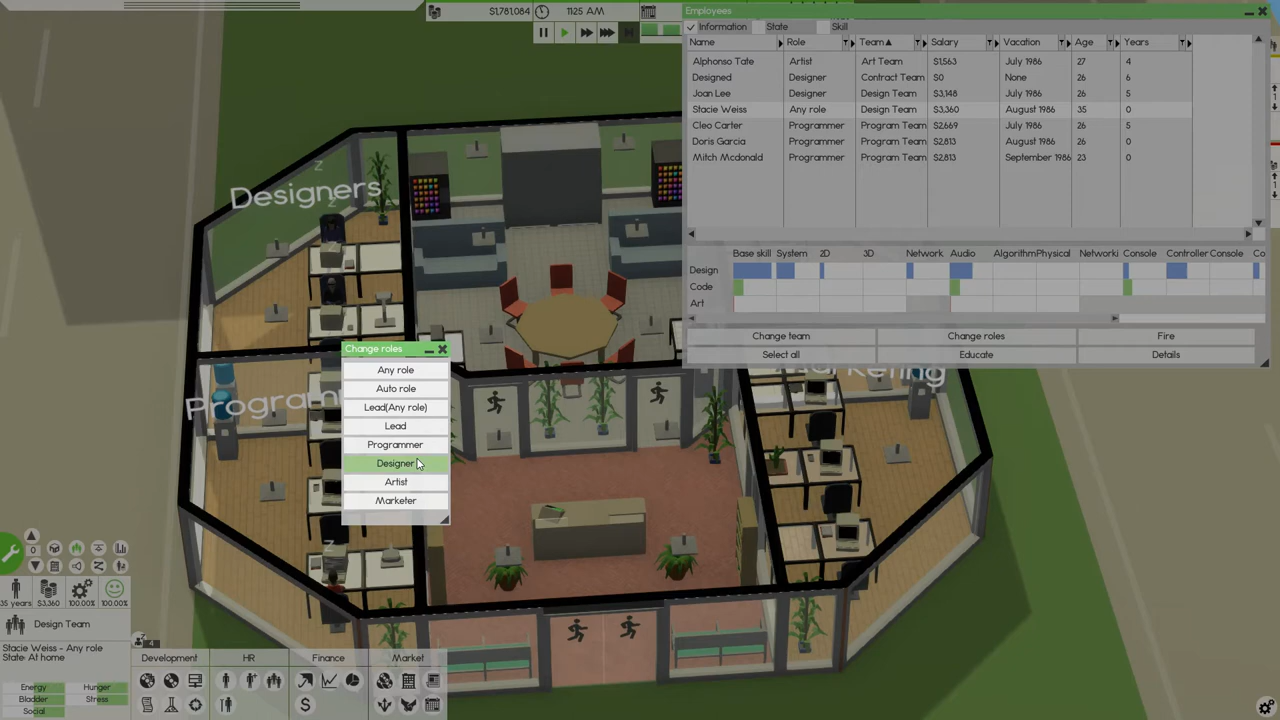 $1,781,084
1125 AM
Employees
Information
State
Skill
Name Role Team Salary Vacation Age Years
Alphonso Tate Artist Art Team $1,563 July 1986 27 4
Designed Designer Contract Team $0 None 26 6
Joan Lee Designer Design Team $3,148 July 1986 26 5
Stacie Weiss Any role Design Team $3,360 August 1986 35 0
Cleo Carter Programmer Program Team $2,669 July 1986 26 5
Doris Garcia Programmer Program Team $2,813 August 1986 26 0
Mitch Mcdonald Programmer Program Team $2,813 September 1986 23 0
Base skill System 2D 3D Network Audio Algorithm Physical Networki Console Controller Console Co
Design
Code
Art
Change team Change roles Fire
Select all Educate Details
Designers
Z
Program
Marketing
Change roles
Any role
Auto role
Lead(Any role)
Lead
Programmer
Designer
Artist
Marketer
Z
0
35 years $3,360 100.00% 100.00%
Design Team
Stacie Weiss - Any role
State: At home
Energy Hunger
Bladder Stress
Social
4
Development HR Finance Market